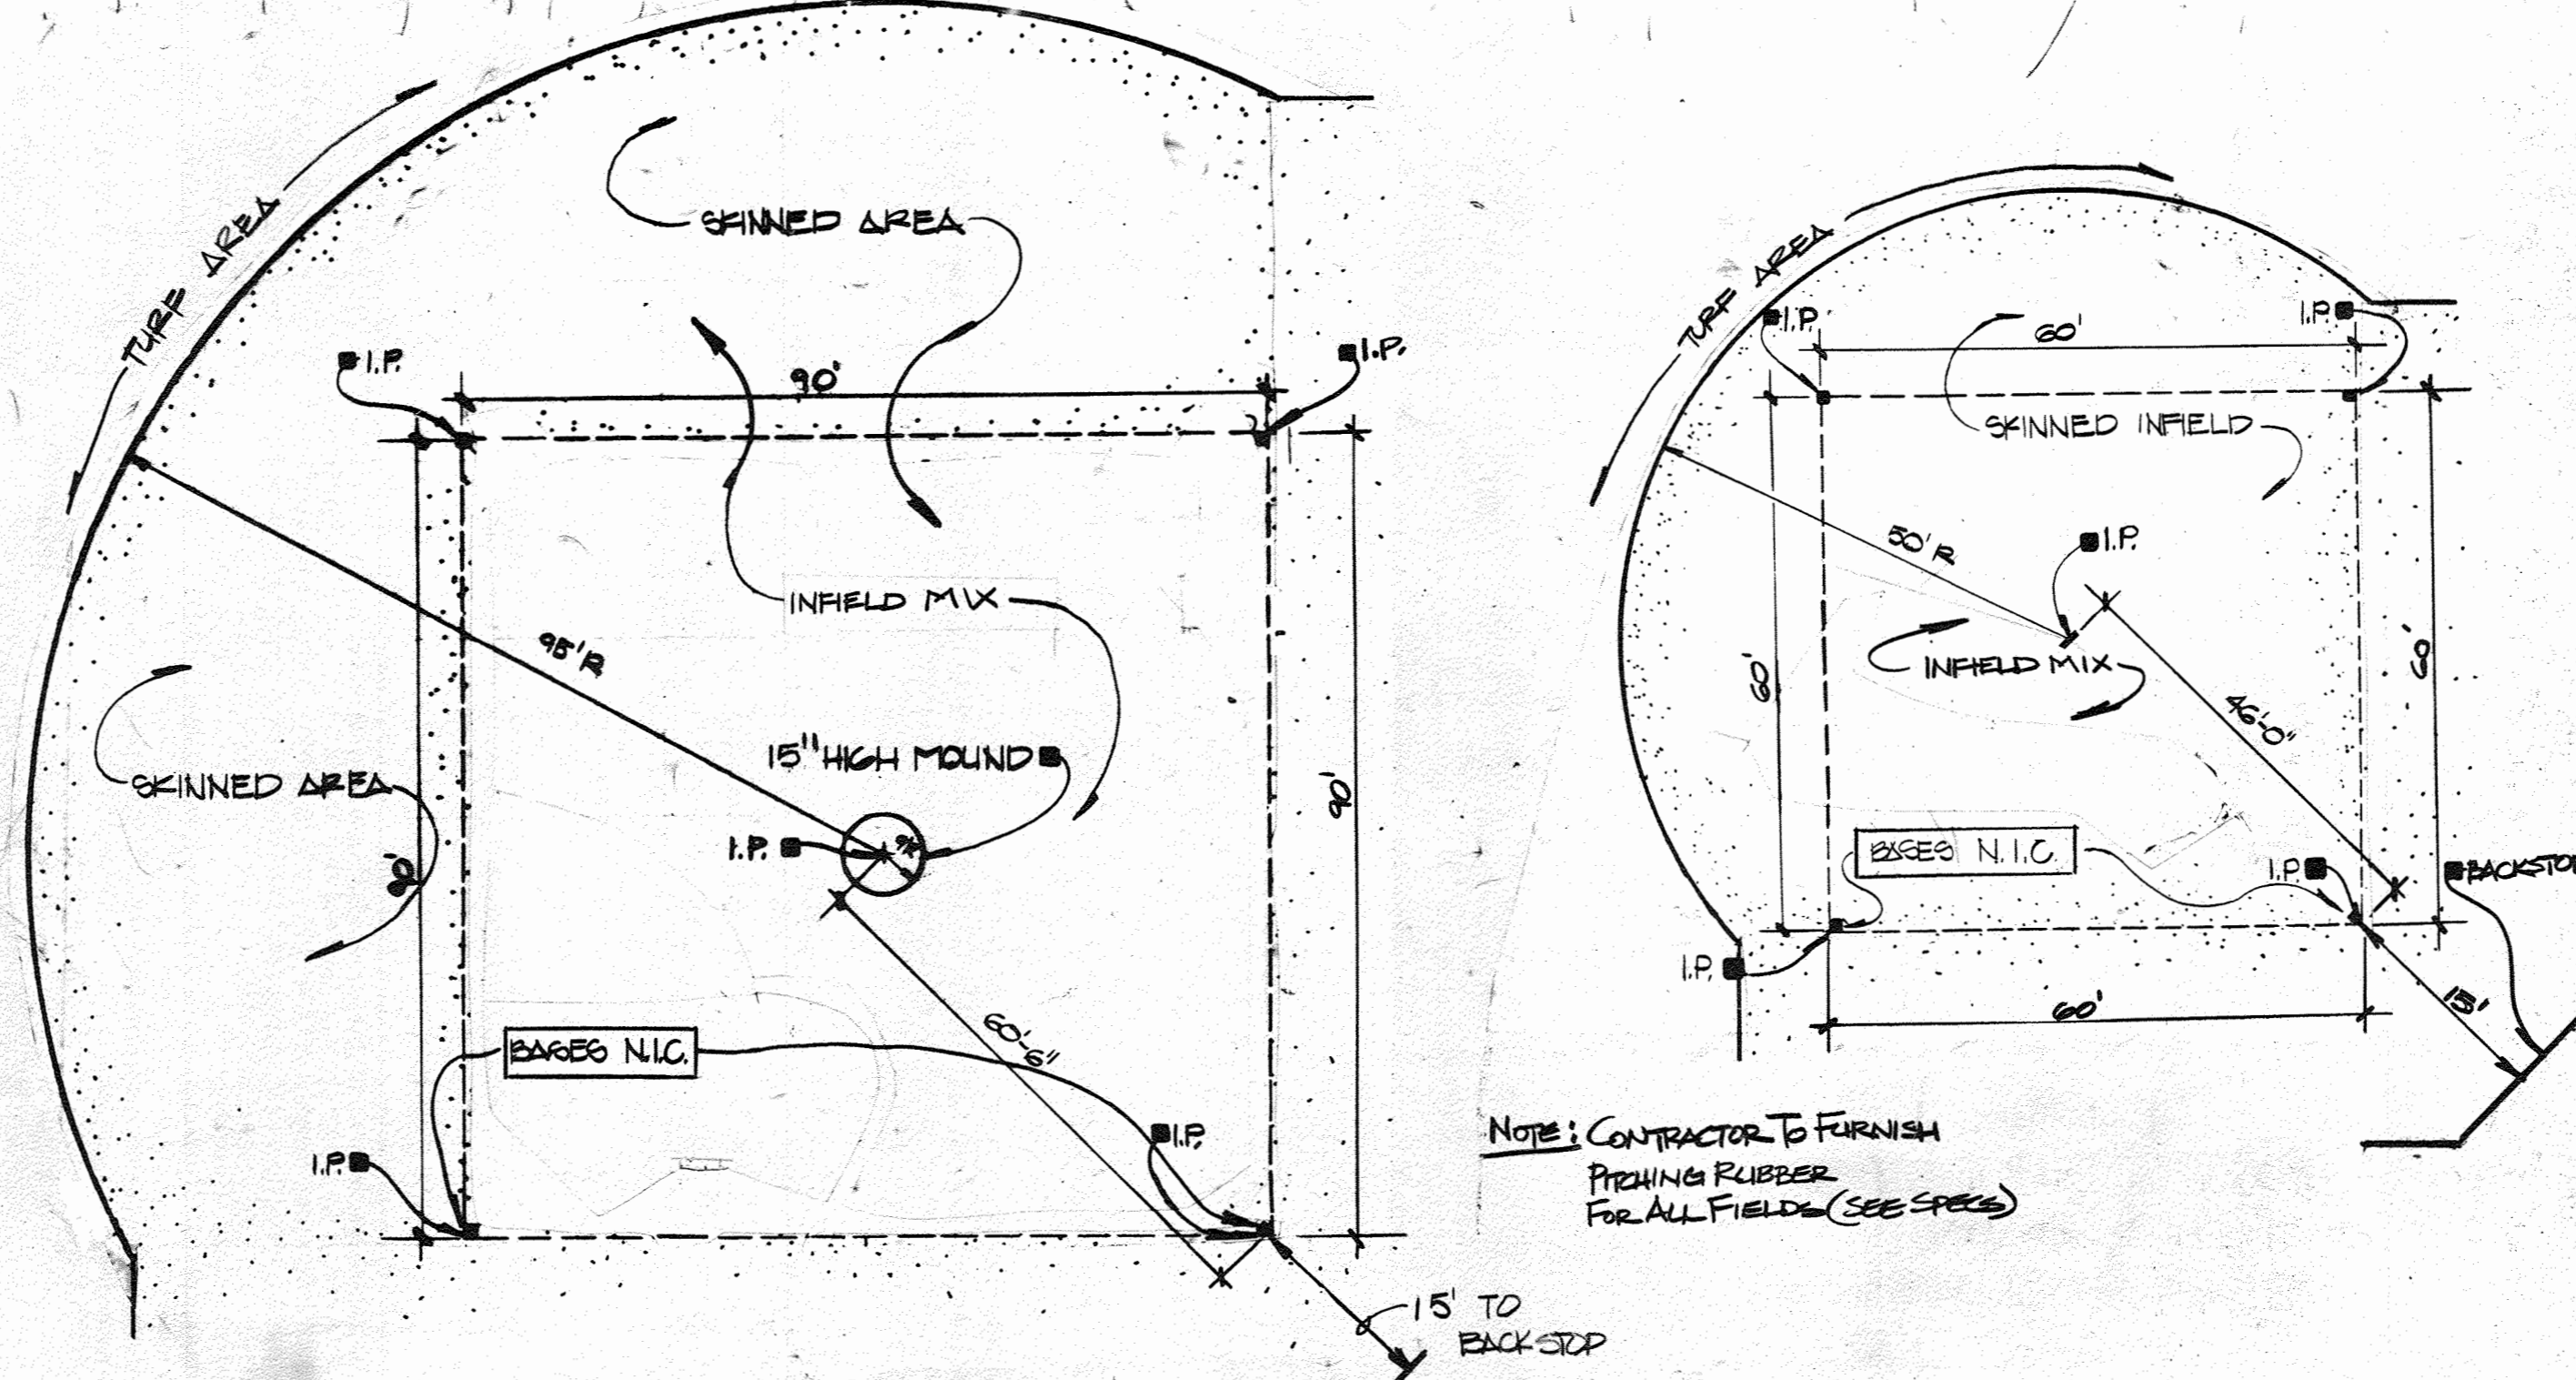 TURF AREA
SKINNED AREA
I.P.
90'
I.P.
95'R
INFIELD MIX
15" HIGH MOUND
I.P.
SKINNED AREA
90'
BASES N.I.C.
60'-6"
I.P.
I.P.
15' TO
BACKSTOP
TURF AREA
I.P.
60'
I.P.
SKINNED INFIELD
50'R
I.P.
INFIELD MIX
60'
60'
46'-0"
BASES N.I.C.
I.P.
I.P.
60'
15'
NOTE: CONTRACTOR TO FURNISH
PITCHING RUBBER
FOR ALL FIELDS (SEE SPECS)